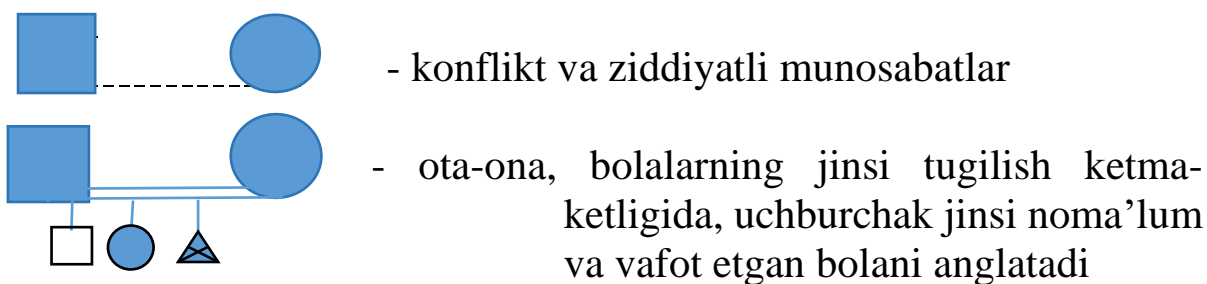 - konflikt va ziddiyatli munosabatlar
- ota-ona, bolalarning jinsi tugilish ketma-
ketligida, uchburchak jinsi noma’lum
va vafot etgan bolani anglatadi